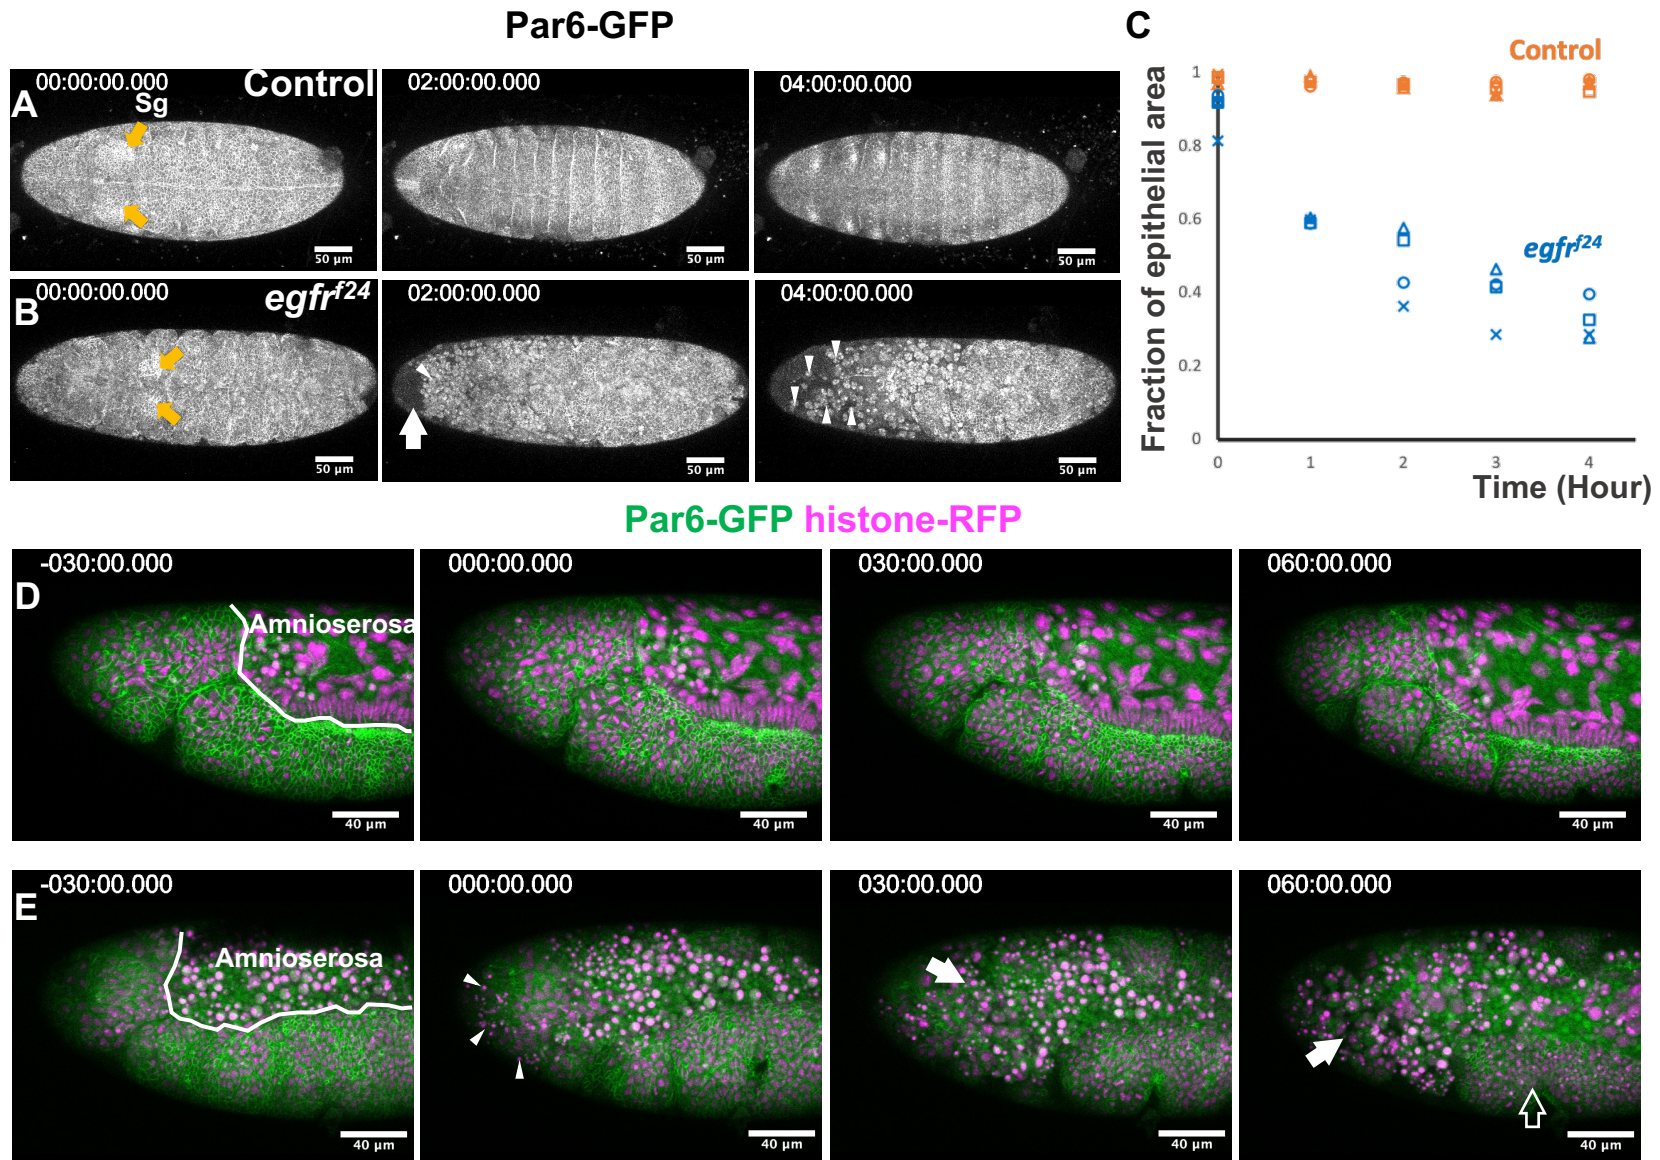 Par6-GFP
A
00:00:00.000
Control
Sg
50 µm
02:00:00.000
50 µm
04:00:00.000
50 µm
B
00:00:00.000
egfrf24
50 µm
02:00:00.000
50 µm
04:00:00.000
50 µm
C
Control
egfrf24
Fraction of epithelial area
1
0.8
0.6
0.4
0.2
0
0 1 2 3 4
Time (Hour)
Par6-GFP histone-RFP
D
-030:00.000
Amnioserosa
40 µm
000:00.000
40 µm
030:00.000
40 µm
060:00.000
40 µm
E
-030:00.000
Amnioserosa
40 µm
000:00.000
40 µm
030:00.000
40 µm
060:00.000
40 µm